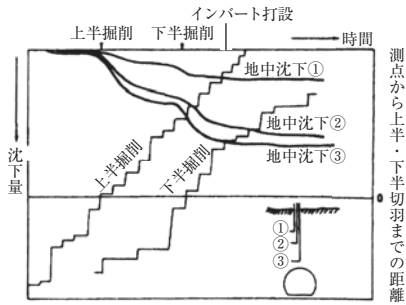 インバート打設
上半掘削
下半掘削
時間
地中沈下①
地中沈下②
地中沈下③
沈下量
上半掘削
下半掘削
測点から上半・下半切羽までの距離
0
①
②
③